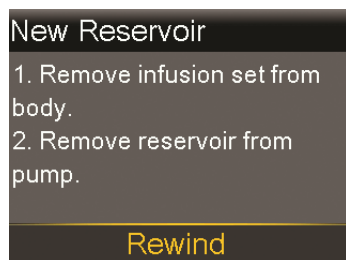 New Reservoir
1. Remove infusion set from
body.
2. Remove reservoir from
pump.
Rewind